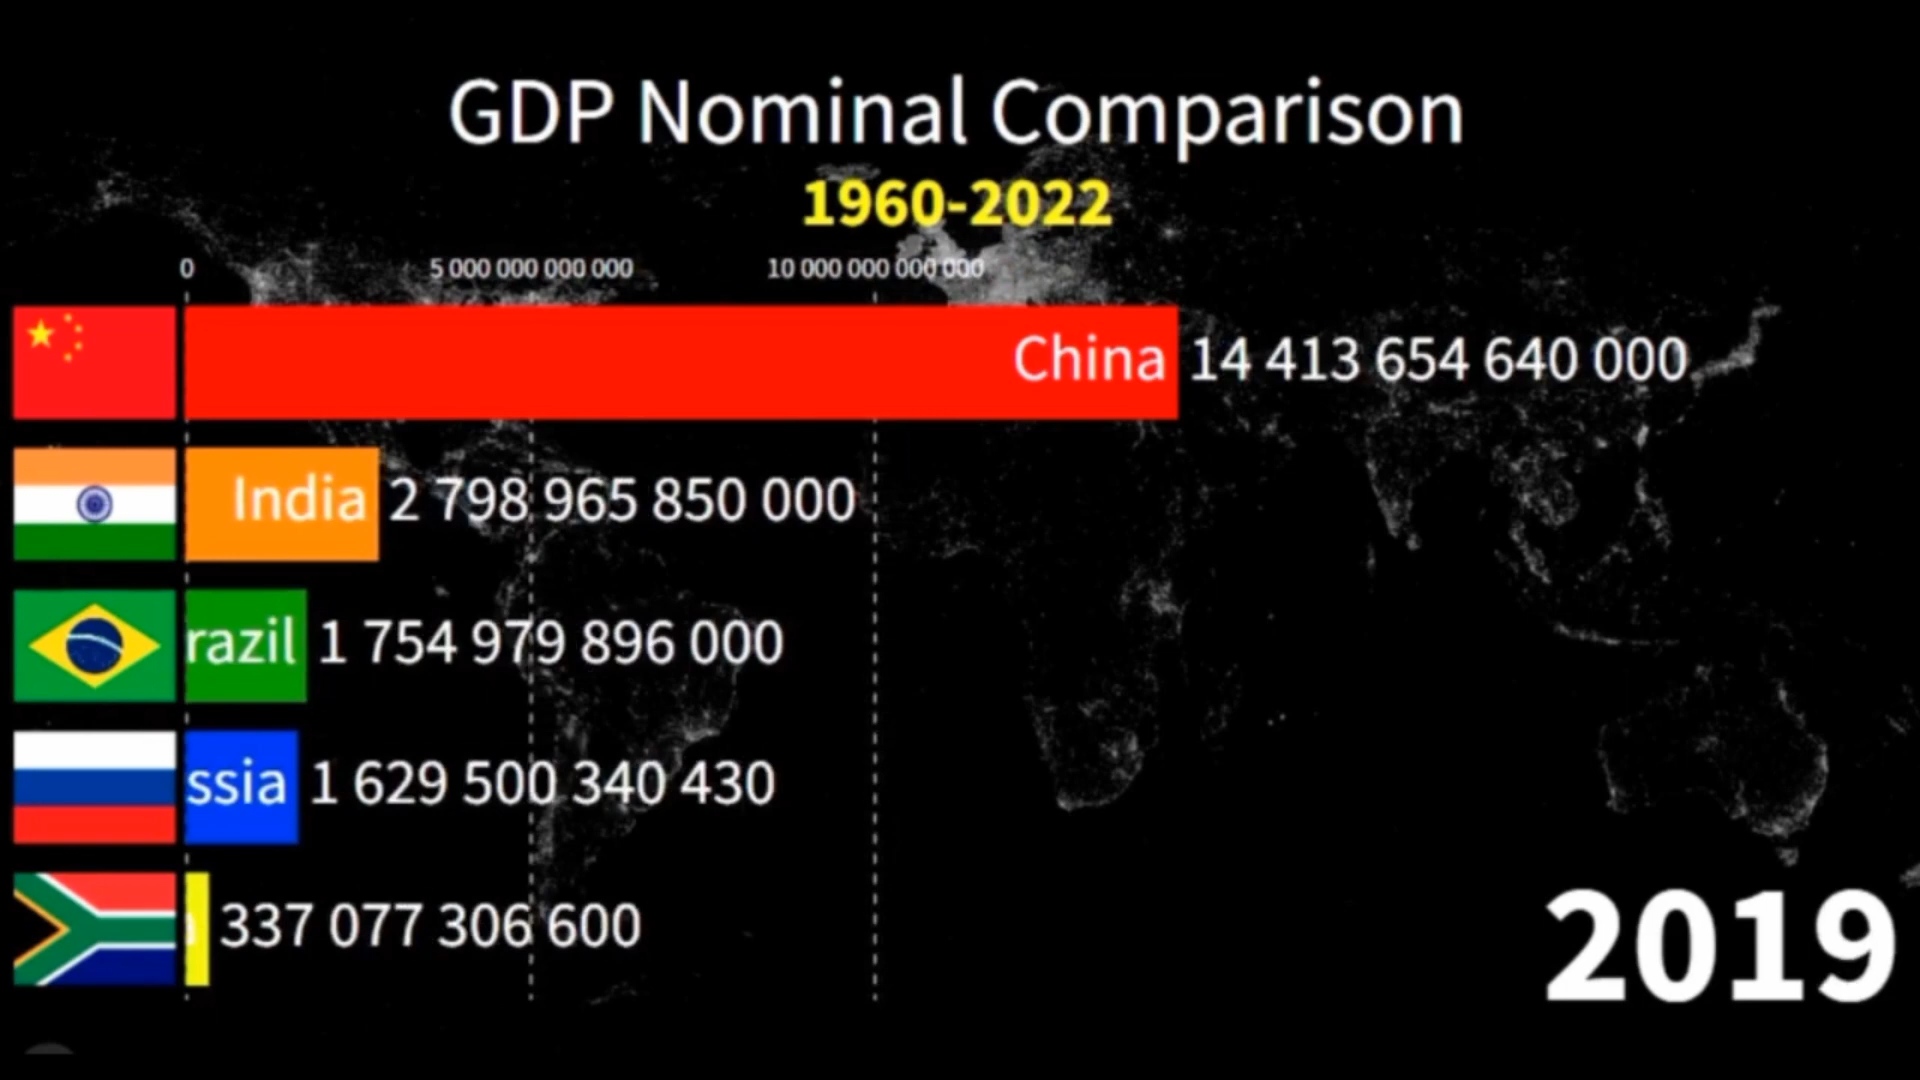 GDP Nominal Comparison
1960-2022
0 5 000 000 000 000 10 000 000 000 000
China 14 413 654 640 000
India 2 798 965 850 000
razil 1 754 979 896 000
ssia 1 629 500 340 430
337 077 306 600
2019